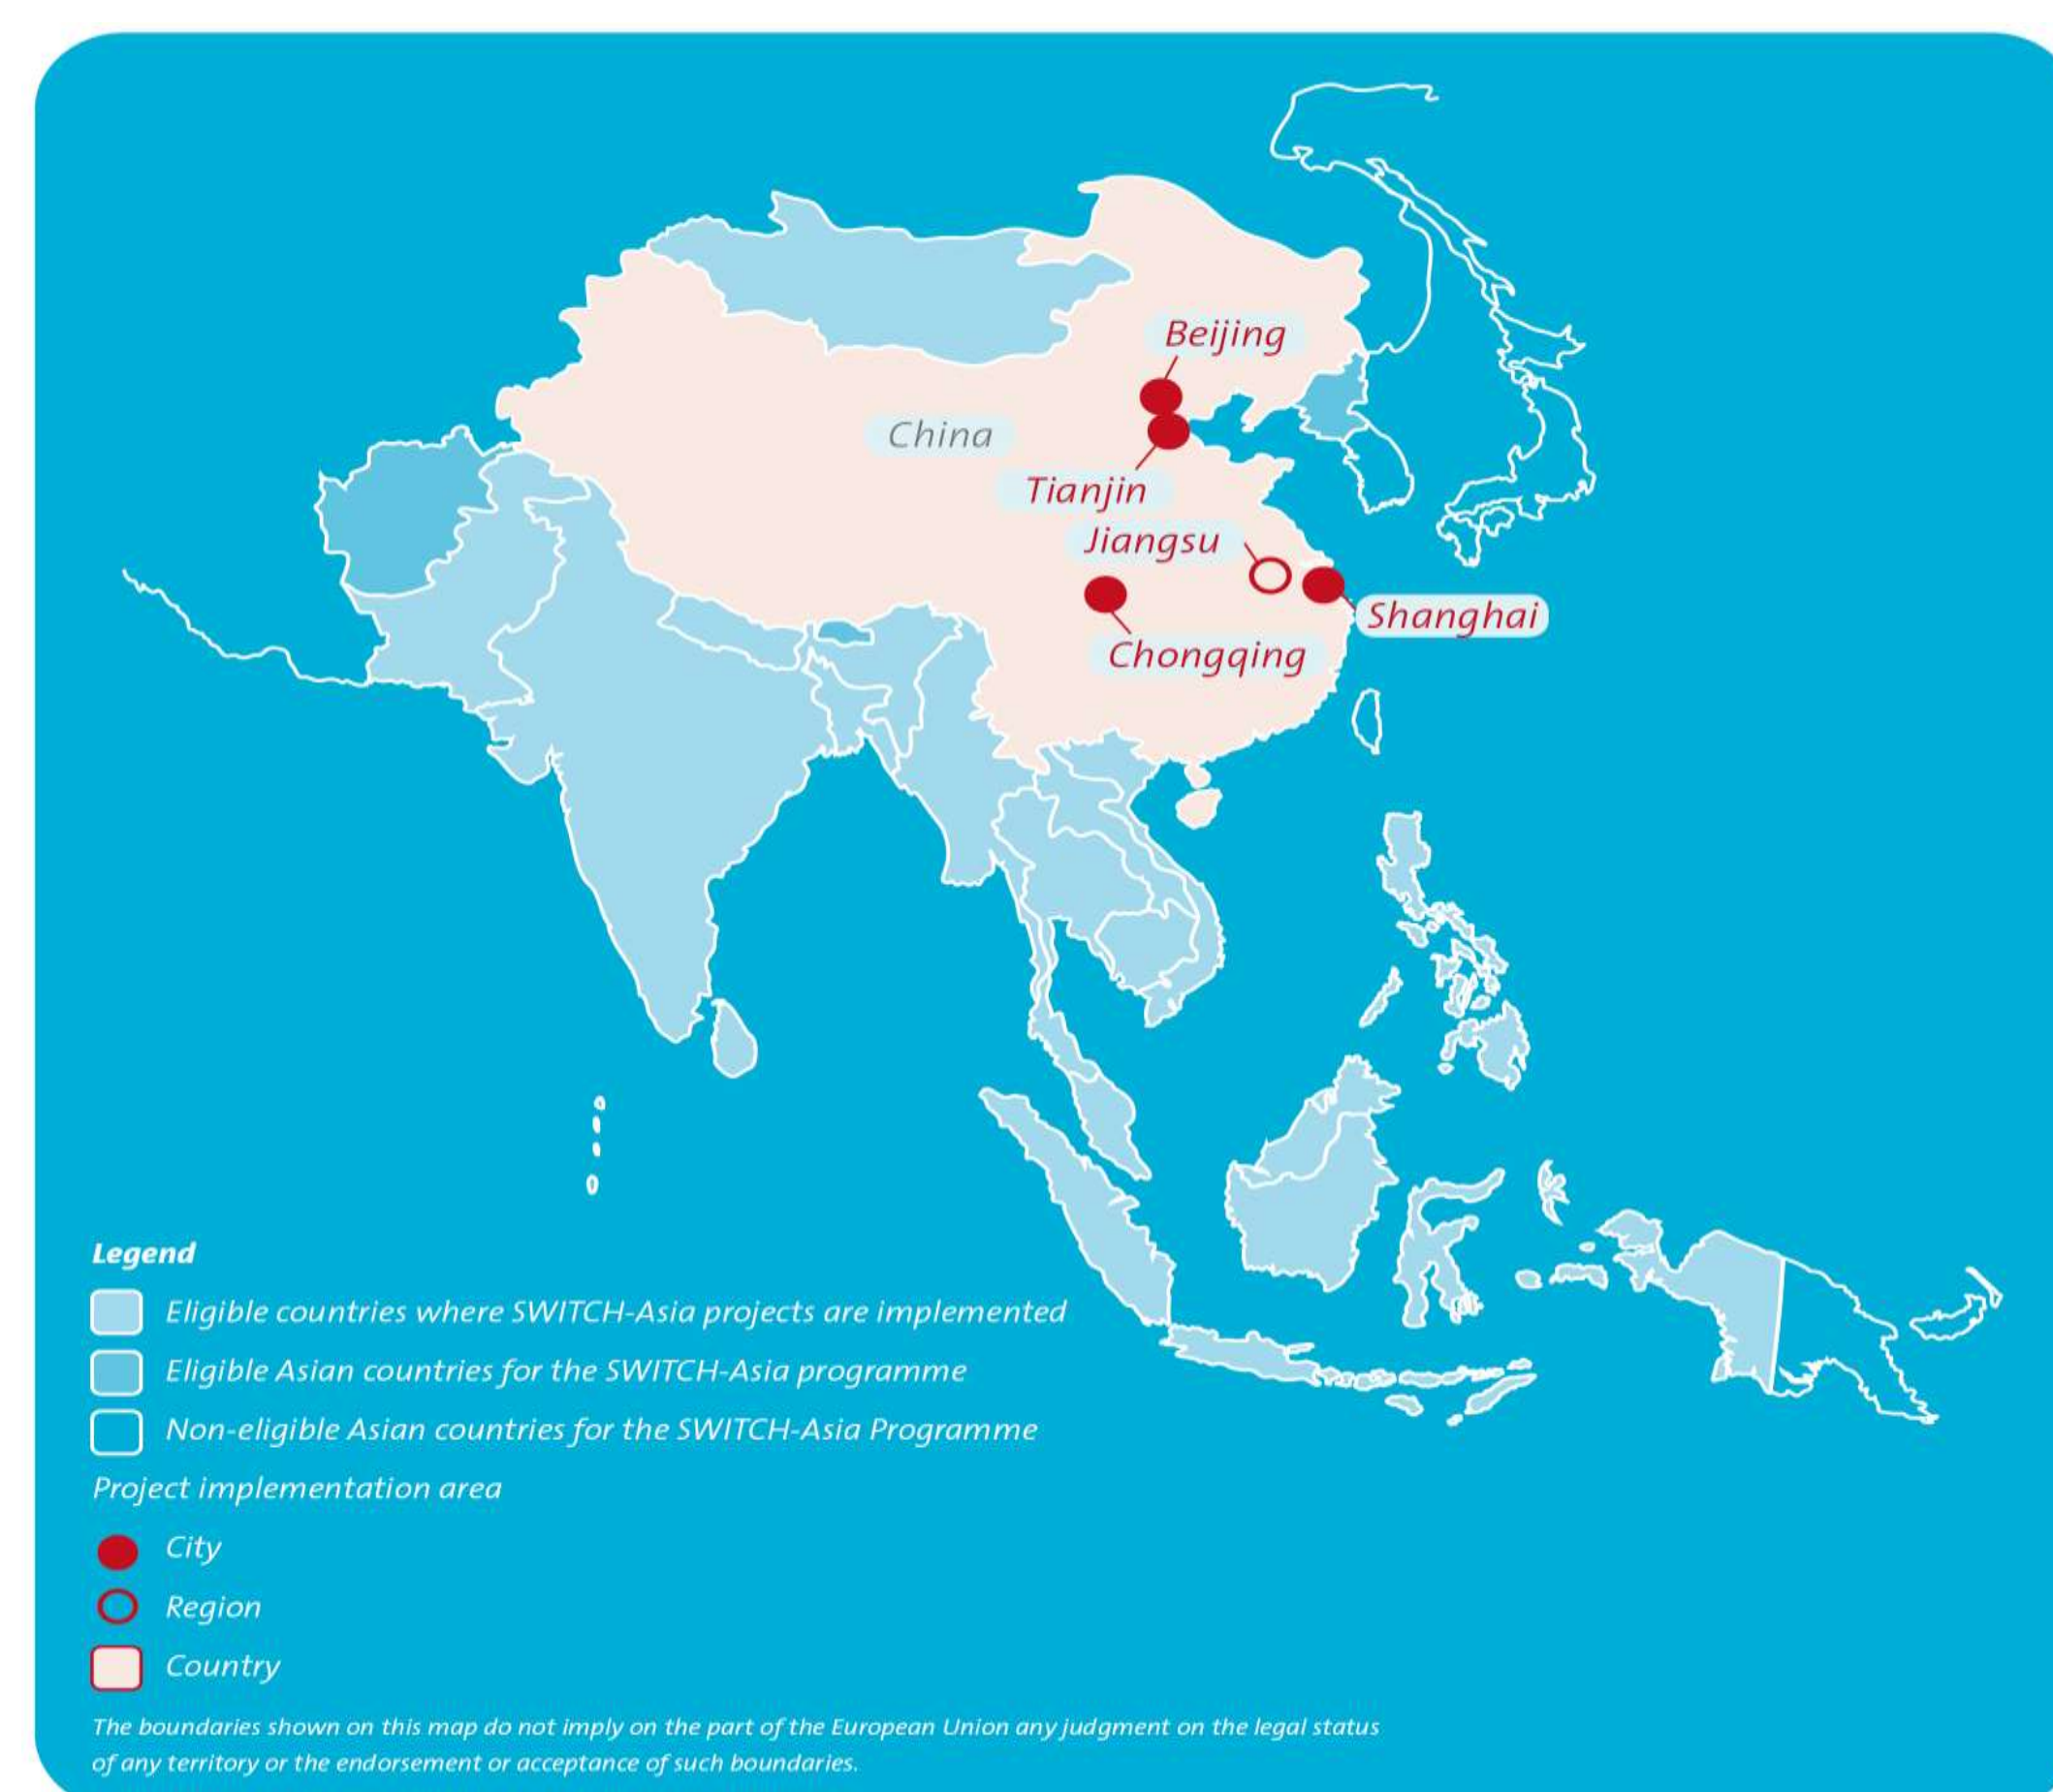 Beijing
China
Tianjin
Jiangsu
Shanghai
Chongqing
Legend
Eligible countries where SWITCH-Asia projects are implemented
Eligible Asian countries for the SWITCH-Asia programme
Non-eligible Asian countries for the SWITCH-Asia Programme
Project implementation area
City
Region
Country
The boundaries shown on this map do not imply on the part of the European Union any judgment on the legal status
of any territory or the endorsement or acceptance of such boundaries.